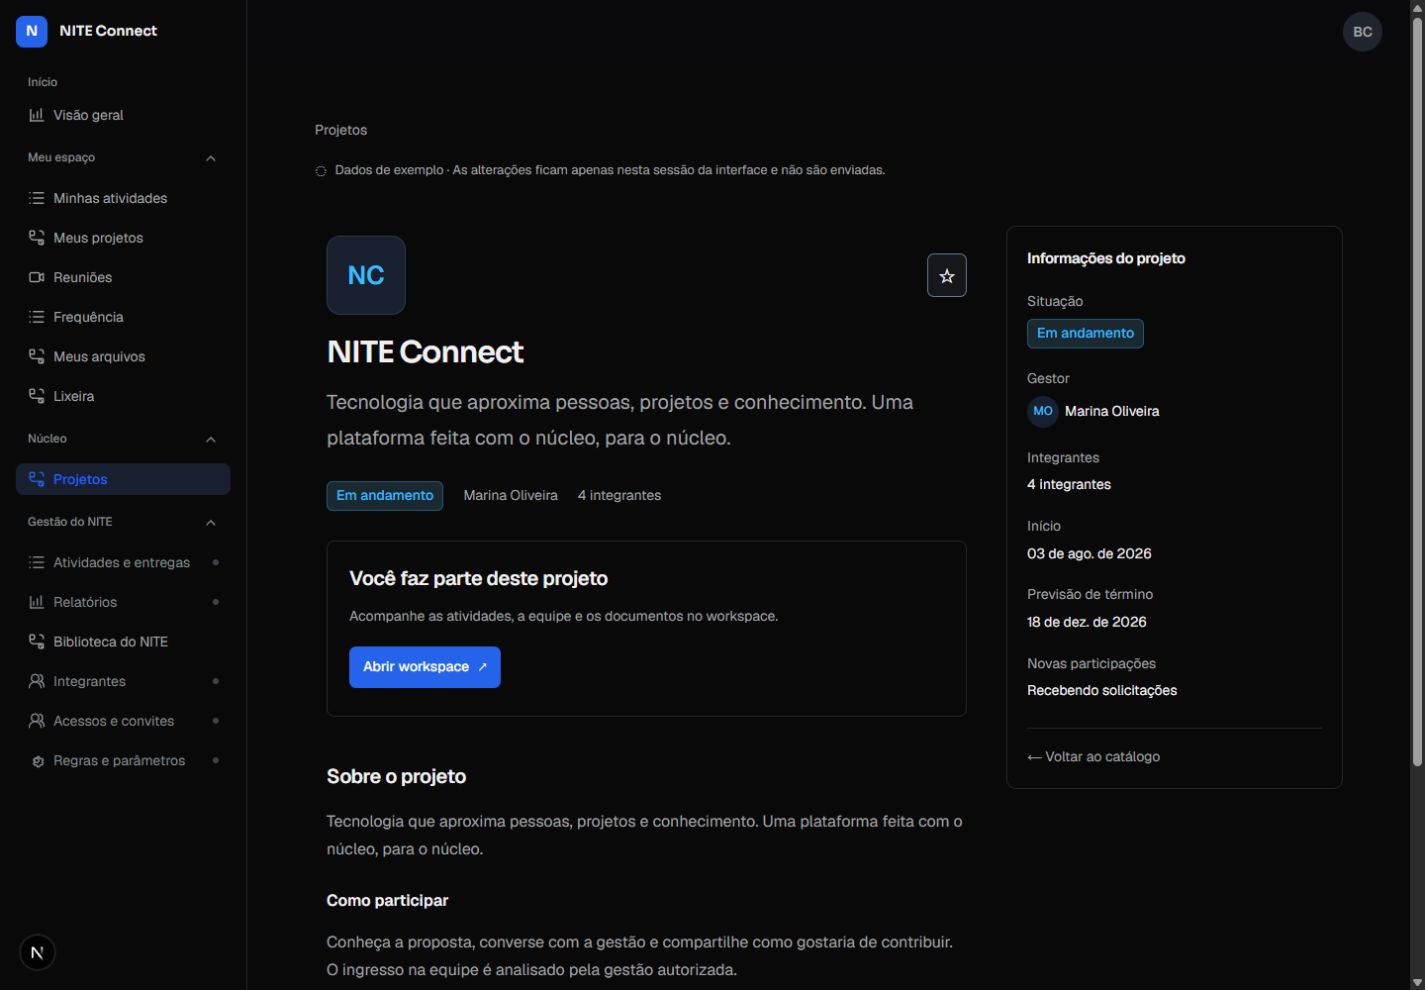 N NITE Connect
BC
Início
Visão geral
Meu espaço
Minhas atividades
Meus projetos
Reuniões
Frequência
Meus arquivos
Lixeira
Núcleo
Projetos
Gestão do NITE
Atividades e entregas
Relatórios
Biblioteca do NITE
Integrantes
Acessos e convites
Regras e parâmetros
N
Projetos
Dados de exemplo · As alterações ficam apenas nesta sessão da interface e não são enviadas.
NC
NITE Connect
Tecnologia que aproxima pessoas, projetos e conhecimento. Uma
plataforma feita com o núcleo, para o núcleo.
Em andamento Marina Oliveira 4 integrantes
Você faz parte deste projeto
Acompanhe as atividades, a equipe e os documentos no workspace.
Abrir workspace ↗
Sobre o projeto
Tecnologia que aproxima pessoas, projetos e conhecimento. Uma plataforma feita com o
núcleo, para o núcleo.
Como participar
Conheça a proposta, converse com a gestão e compartilhe como gostaria de contribuir.
O ingresso na equipe é analisado pela gestão autorizada.
Informações do projeto
Situação
Em andamento
Gestor
MO Marina Oliveira
Integrantes
4 integrantes
Início
03 de ago. de 2026
Previsão de término
18 de dez. de 2026
Novas participações
Recebendo solicitações
← Voltar ao catálogo